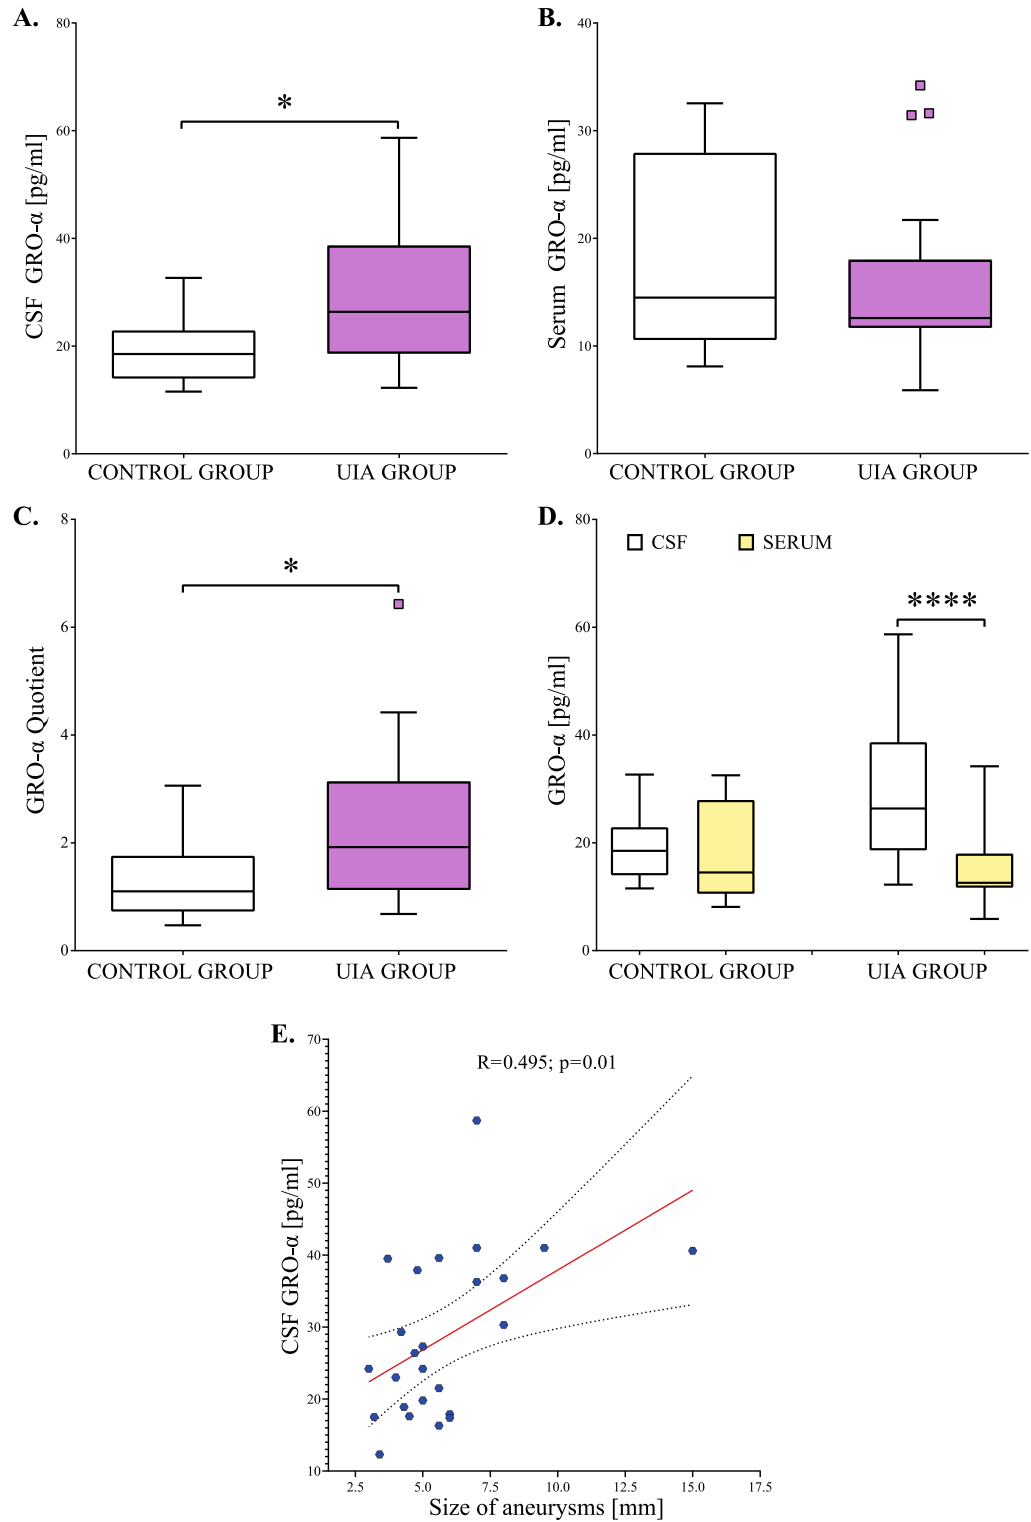 A.
CSF GRO-α [pg/ml]
80
60
40
20
0
*
CONTROL GROUP
UIA GROUP
B.
Serum GRO-α [pg/ml]
40
30
20
10
0
CONTROL GROUP
UIA GROUP
C.
GRO-α Quotient
8
6
4
2
0
*
CONTROL GROUP
UIA GROUP
D.
GRO-α [pg/ml]
80
60
40
20
0
CSF
SERUM
****
CONTROL GROUP
UIA GROUP
E.
CSF GRO-α [pg/ml]
70
60
50
40
30
20
10
R=0.495; p=0.01
2.5 5.0 7.5 10.0 12.5 15.0 17.5
Size of aneurysms [mm]